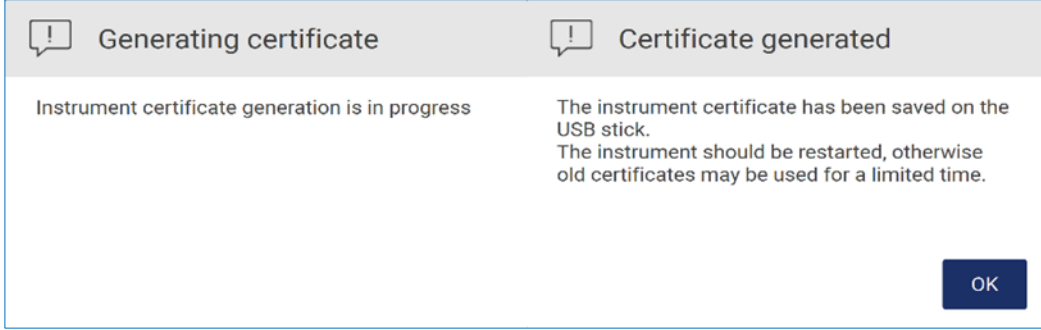 Generating certificate
Instrument certificate generation is in progress
Certificate generated
The instrument certificate has been saved on the
USB stick.
The instrument should be restarted, otherwise
old certificates may be used for a limited time.
OK